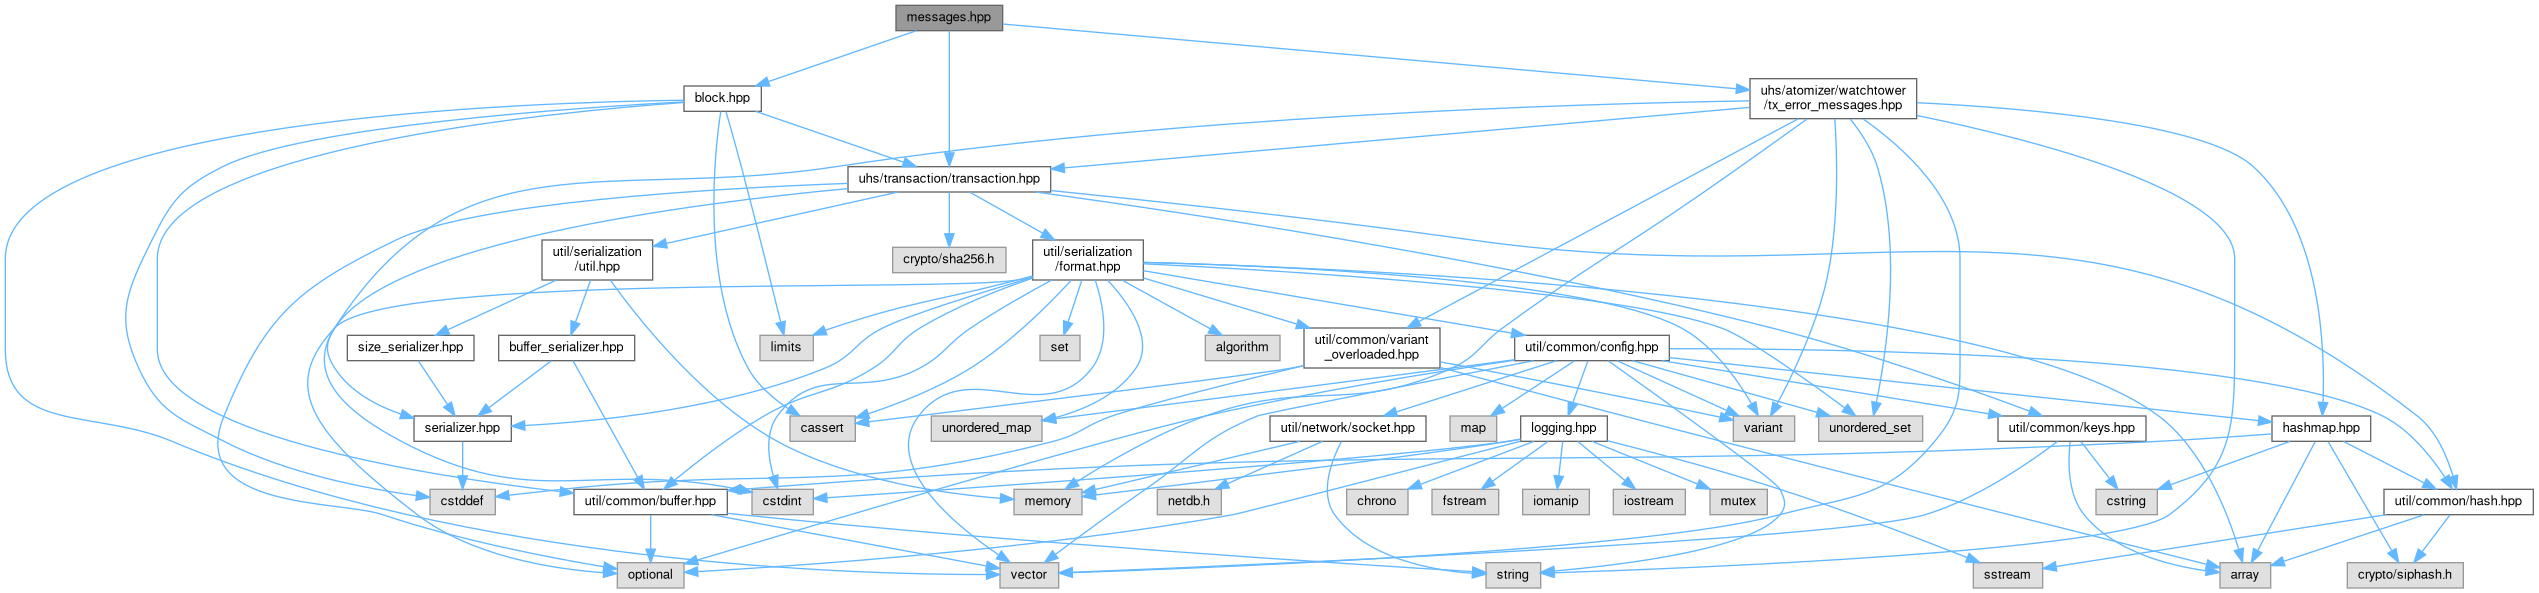 messages.hpp
block.hpp
uhs/atomizer/watchtower
/tx_error_messages.hpp
uhs/transaction/transaction.hpp
util/serialization
/util.hpp
crypto/sha256.h
util/serialization
/format.hpp
size_serializer.hpp
buffer_serializer.hpp
limits
set
algorithm
util/common/variant
_overloaded.hpp
util/common/config.hpp
serializer.hpp
cassert
unordered_map
util/network/socket.hpp
map
logging.hpp
variant
unordered_set
util/common/keys.hpp
hashmap.hpp
cstddef
util/common/buffer.hpp
cstdint
memory
netdb.h
chrono
fstream
iomanip
iostream
mutex
cstring
util/common/hash.hpp
optional
vector
string
sstream
array
crypto/siphash.h